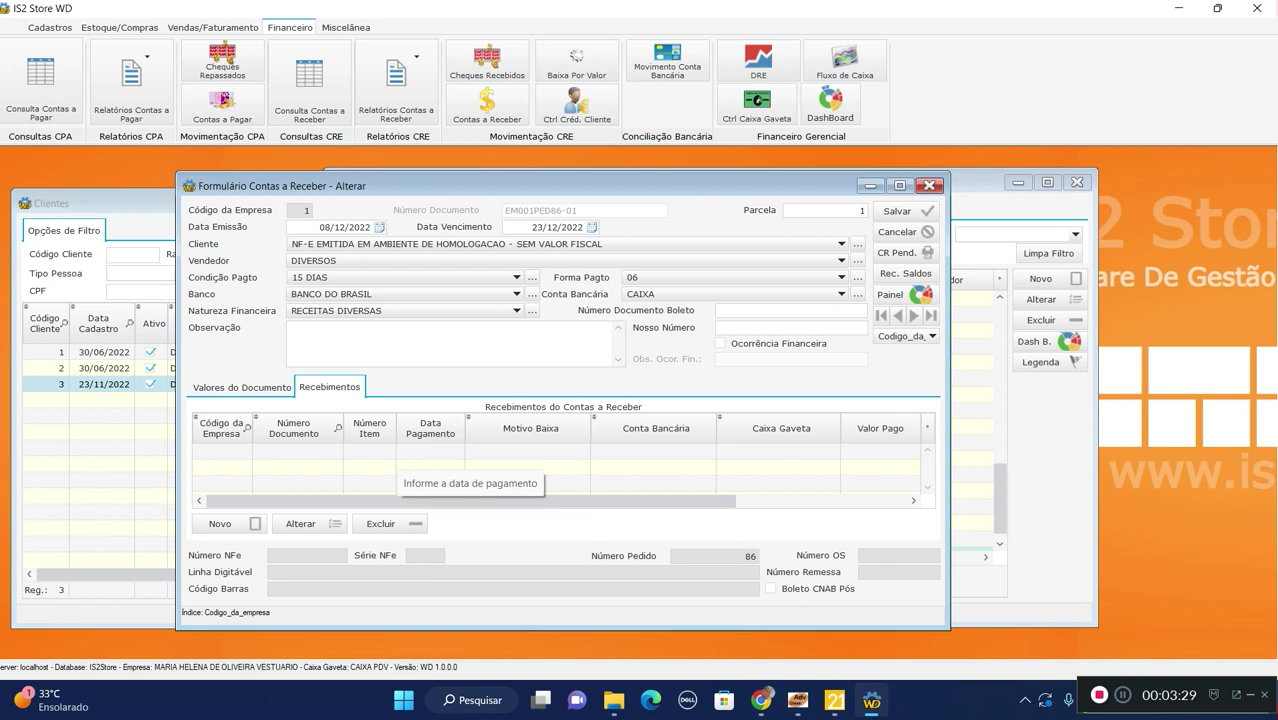 IS2 Store WD
Cadastros Estoque/Compras Vendas/Faturamento Financeiro Miscelânea
Consulta Contas a Pagar
Relatórios Contas a Pagar
Cheques Repassados
Contas a Pagar
Consulta Contas a Receber
Relatórios Contas a Receber
Cheques Recebidos
Contas a Receber
Baixa Por Valor
Ctrl Créd. Cliente
Movimento Conta Bancária
DRE
Ctrl Caixa Gaveta
Fluxo de Caixa
DashBoard
Consultas CPA Relatórios CPA Movimentação CPA Consultas CRE Relatórios CRE Movimentação CRE Conciliação Bancária Financeiro Gerencial
Clientes
Opções de Filtro
Código Cliente
Tipo Pessoa
CPF
Código Cliente Data Cadastro Ativo
1 30/06/2022
2 30/06/2022
3 23/11/2022
Reg.: 3
Formulário Contas a Receber - Alterar
Código da Empresa 1 Número Documento EM001PED86-01 Parcela 1
Data Emissão 08/12/2022 Data Vencimento 23/12/2022
Cliente NF-E EMITIDA EM AMBIENTE DE HOMOLOGACAO - SEM VALOR FISCAL
Vendedor DIVERSOS
Condição Pagto 15 DIAS Forma Pagto 06
Banco BANCO DO BRASIL Conta Bancária CAIXA
Natureza Financeira RECEITAS DIVERSAS Número Documento Boleto
Observação Nosso Número
Ocorrência Financeira
Obs. Ocor. Fin.:
Salvar
Cancelar
CR Pend.
Rec. Saldos
Painel
Codigo_da_
Valores do Documento Recebimentos
Recebimentos do Contas a Receber
Código da Empresa Número Documento Número Item Data Pagamento Motivo Baixa Conta Bancária Caixa Gaveta Valor Pago
Informe a data de pagamento
Novo Alterar Excluir
Número NFe Série NFe Número Pedido 86 Número OS
Linha Digitável Número Remessa
Código Barras Boleto CNAB Pós
Índice: Codigo_da_empresa
Limpa Filtro
Novo
Alterar
Excluir
Dash B.
Legenda
2 Store
are De Gestão
www.is
erver: localhost - Database: IS2Store - Empresa: MARIA HELENA DE OLIVEIRA VESTUARIO - Caixa Gaveta: CAIXA PDV - Versão: WD 1.0.0.0
1
33°C
Ensolarado
Pesquisar
DELL
21
WD
00:03:29